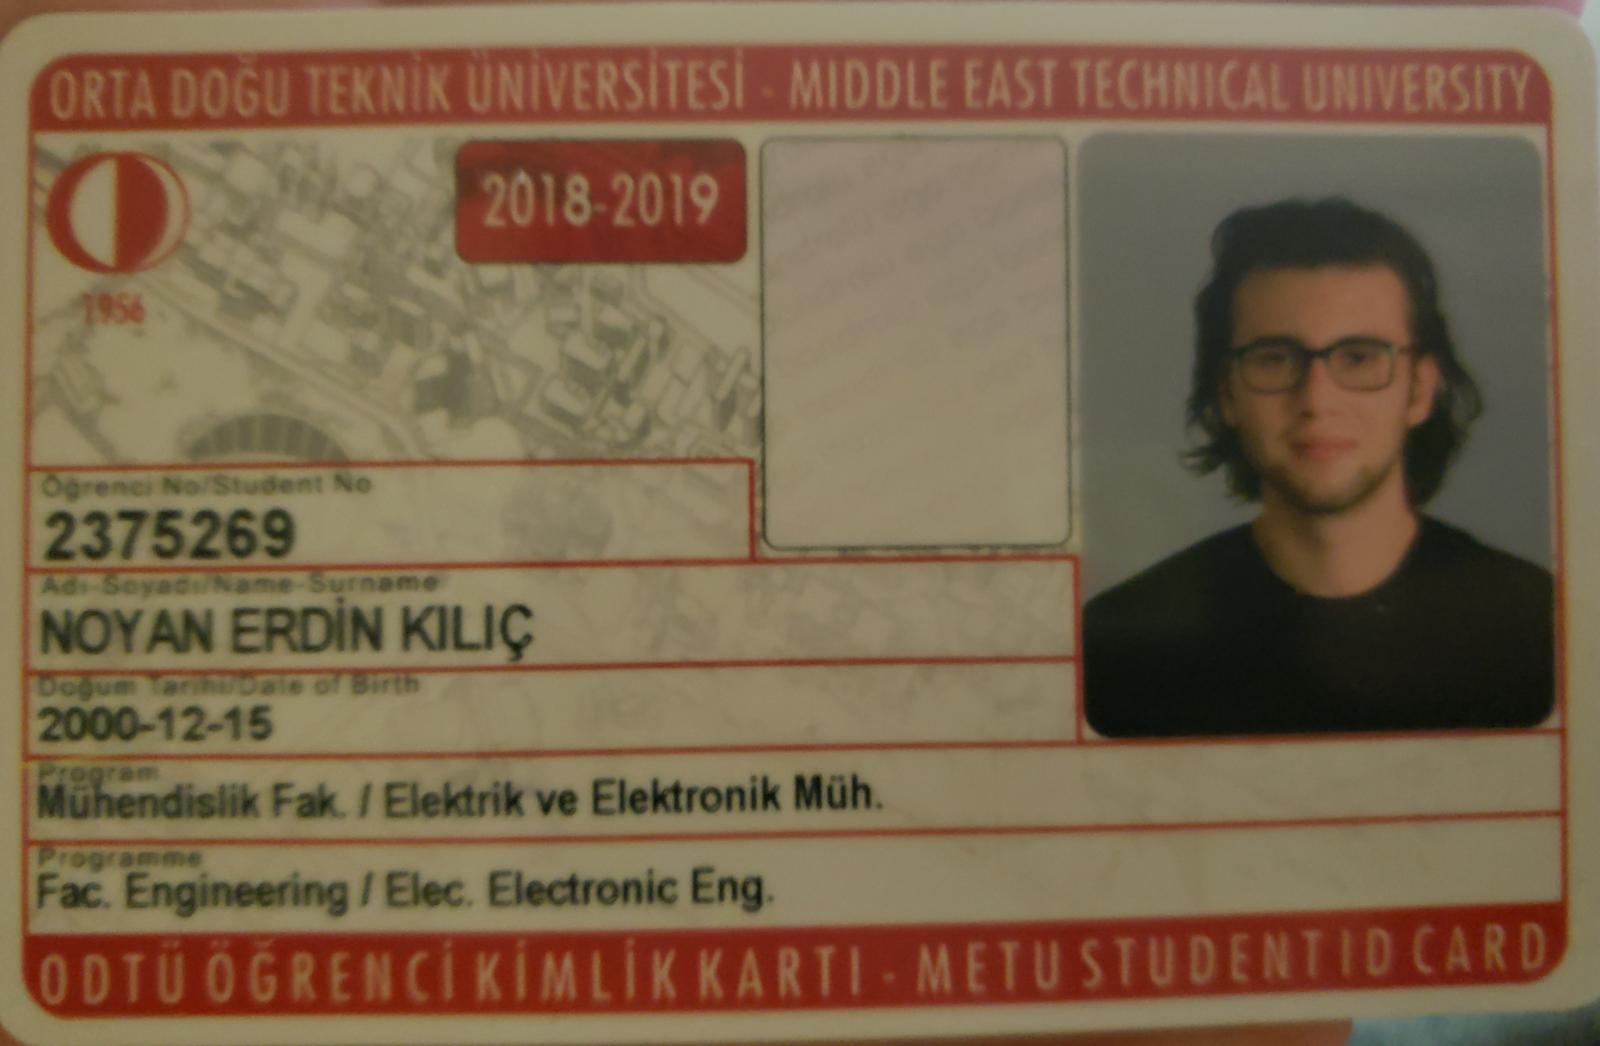 ORTA DOĞU TEKNİK ÜNİVERSİTESİ - MIDDLE EAST TECHNICAL UNIVERSITY
2018-2019
1956
Öğrenci No/Student No
2375269
Adı-Soyadı/Name-Surname
NOYAN ERDİN KILIÇ
Doğum Tarihi/Date of Birth
2000-12-15
Program
Mühendislik Fak. / Elektrik ve Elektronik Müh.
Programme
Fac. Engineering / Elec. Electronic Eng.
ODTÜ ÖĞRENCİ KİMLİK KARTI - METU STUDENT ID CARD